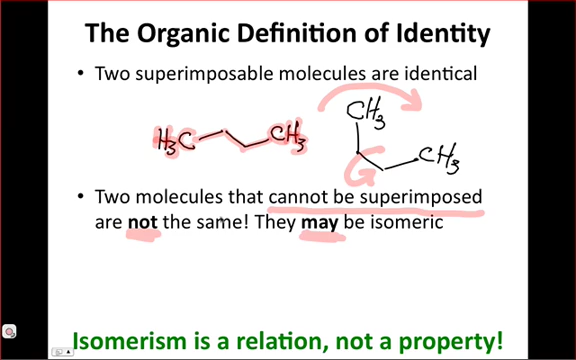 The Organic Definition of Identity
• Two superimposable molecules are identical
H3C CH3 CH3
CH3
• Two molecules that cannot be superimposed
are not the same! They may be isomeric
Isomerism is a relation, not a property!